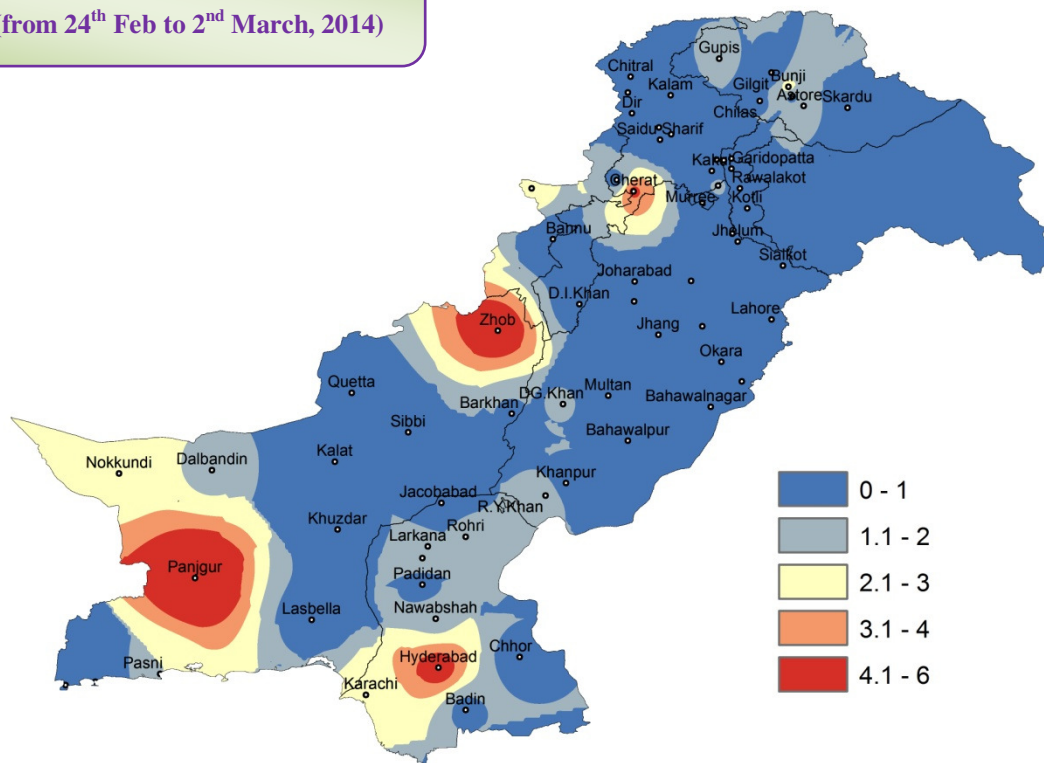 (from 24th Feb to 2nd March, 2014)
Gupis
Chitral
Bunji
Kalam
Gilgit
Astore
Skardu
Dir
Chilas
Saidu Sharif
Garidopatta
Cherat
Rawalakot
Murree
Kotli
Bannu
Jhelum
Sialkot
Joharabad
D.I.Khan
Lahore
Zhob
Jhang
Okara
Quetta
DG.Khan
Multan
Barkhan
Bahawalnagar
Sibbi
Bahawalpur
Nokkundi
Dalbandin
Kalat
Khanpur
0 - 1
Jacobabad
R.Y.Khan
1.1 - 2
Khuzdar
Rohri
Larkana
Panjgur
Padidan
2.1 - 3
Lasbella
Nawabshah
3.1 - 4
Chhor
Pasni
Hyderabad
4.1 - 6
Karachi
Badin